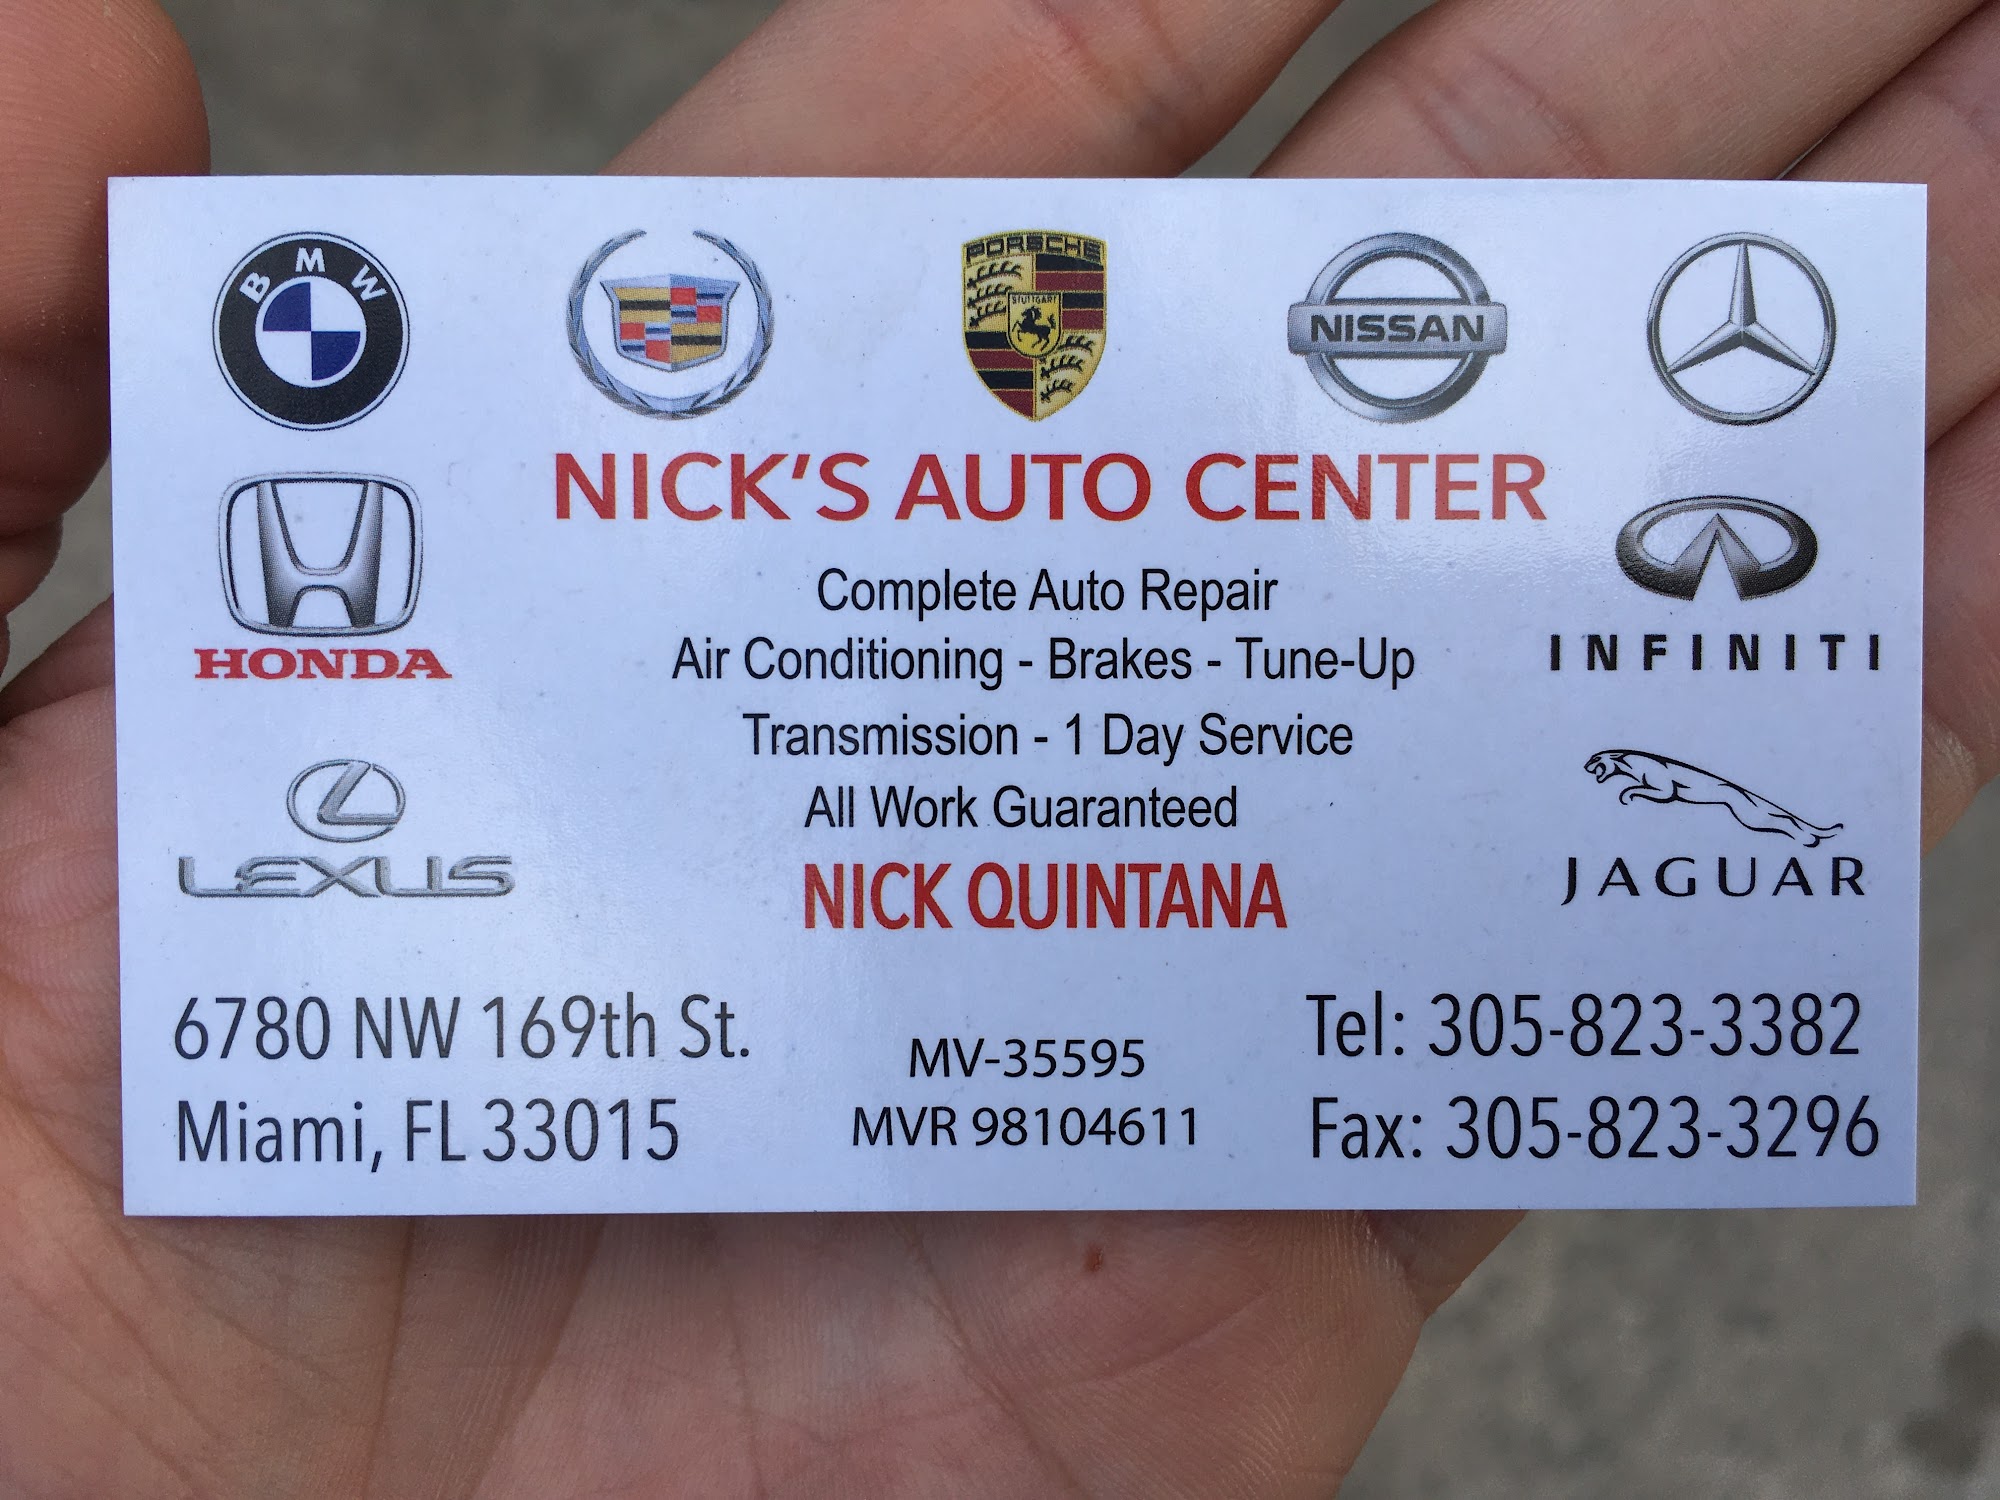 BMW
PORSCHE
STUTTGART
NISSAN
NICK'S AUTO CENTER
HONDA
INFINITI
Complete Auto Repair
Air Conditioning - Brakes - Tune-Up
Transmission - 1 Day Service
All Work Guaranteed
LEXUS
JAGUAR
NICK QUINTANA
6780 NW 169th St.
Miami, FL 33015
MV-35595
MVR 98104611
Tel: 305-823-3382
Fax: 305-823-3296